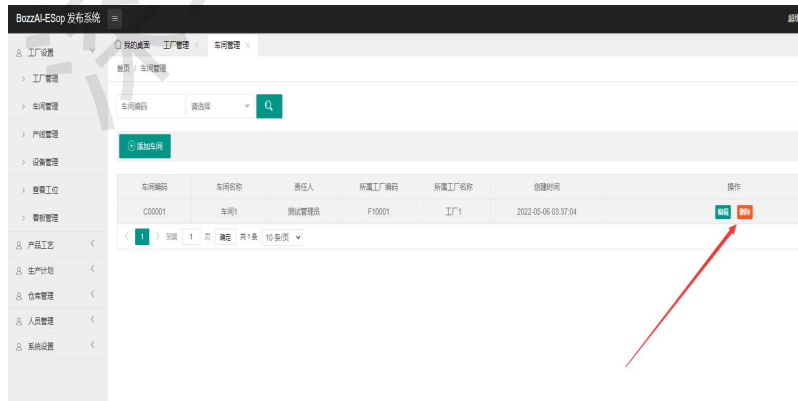 BozzAI-ESop 发布系统
工厂设置
工厂管理
车间管理
产线管理
设备管理
查看工位
看板管理
产品工艺
生产计划
仓库管理
人员管理
系统设置
我的桌面 工厂管理 × 车间管理 ×
首页 / 车间管理
车间编码 请选择
添加车间
车间编码 车间名称 责任人 所属工厂编码 所属工厂名称 创建时间 操作
C00001 车间1 测试管理员 F10001 工厂1 2022-05-06 03:37:04 编辑 删除
< 1 > 到第 1 页 确定 共1条 10 条/页